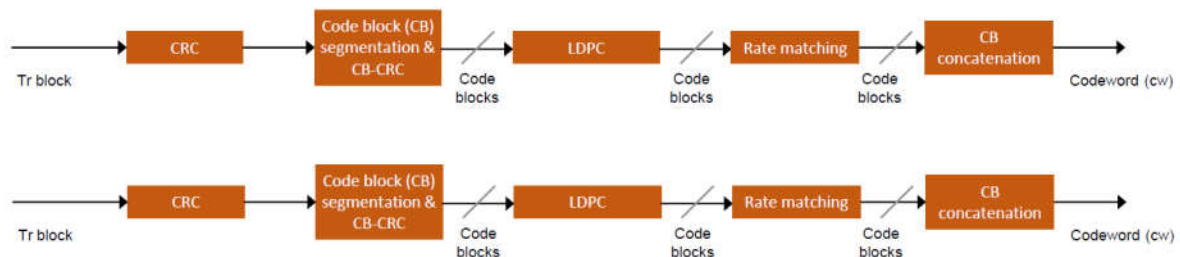 CRC
Code block (CB)
segmentation &
CB-CRC
LDPC
Rate matching
CB
concatenation
Tr block
Code
blocks
Code
blocks
Code
blocks
Codeword (cw)
CRC
Code block (CB)
segmentation &
CB-CRC
LDPC
Rate matching
CB
concatenation
Tr block
Code
blocks
Code
blocks
Code
blocks
Codeword (cw)